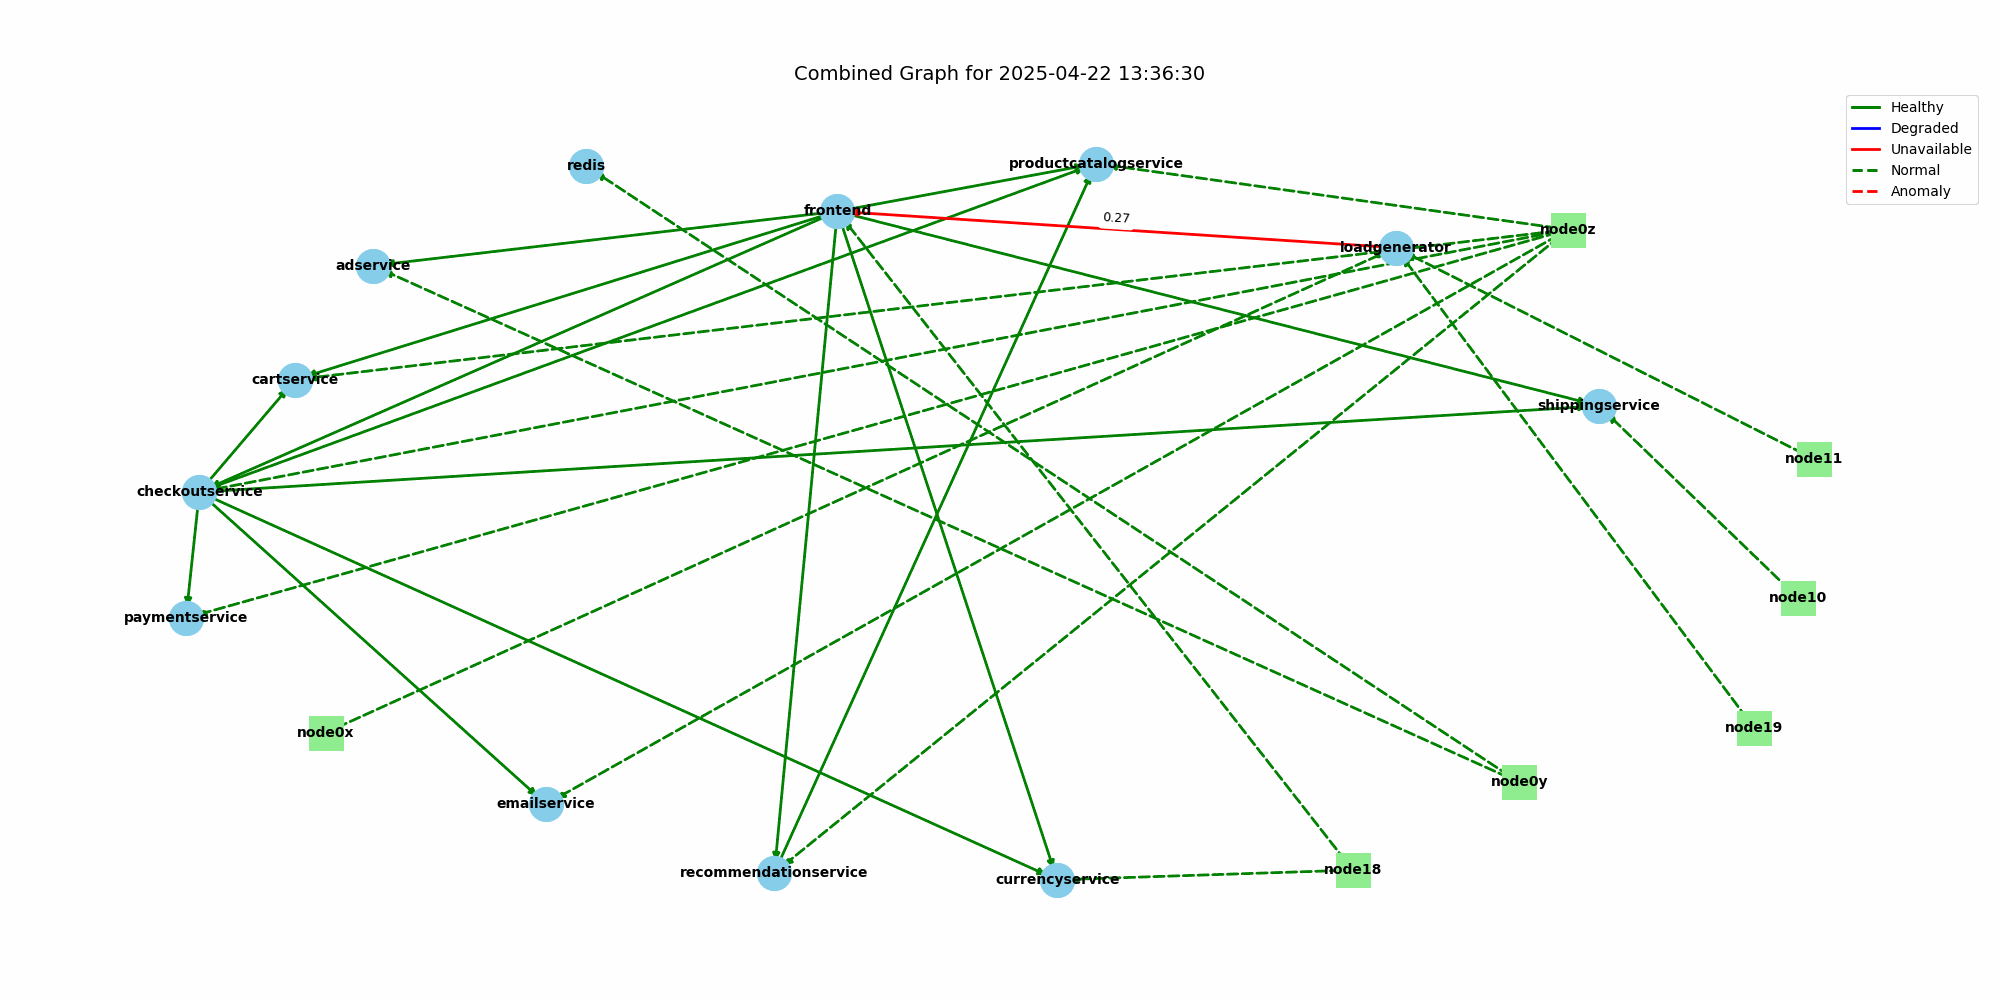 Combined Graph for 2025-04-22 13:36:30
Healthy
Degraded
Unavailable
Normal
Anomaly
redis
productcatalogservice
frontend
0.27
node0z
loadgenerator
adservice
cartservice
shippingservice
node11
checkoutservice
node10
paymentservice
node0x
node19
node0y
emailservice
recommendationservice
currencyservice
node18